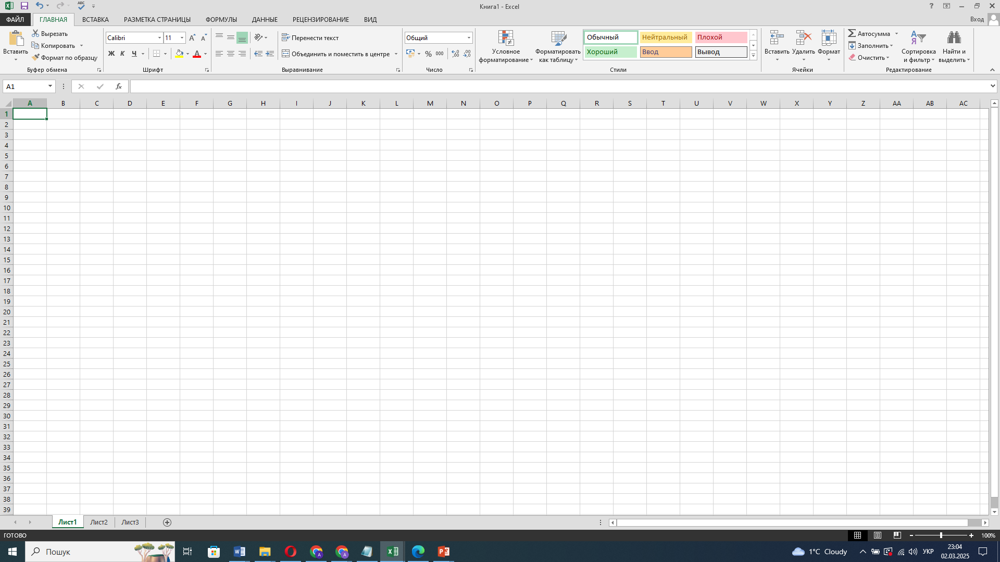 Книга1 - Excel
?
ФАЙЛ ГЛАВНАЯ ВСТАВКА РАЗМЕТКА СТРАНИЦЫ ФОРМУЛЫ ДАННЫЕ РЕЦЕНЗИРОВАНИЕ ВИД Вход
Вставить
Вырезать
Копировать
Формат по образцу
Буфер обмена
Calibri 11
Ж К Ч
Шрифт
Перенести текст
Объединить и поместить в центре
Выравнивание
Общий
% 000
Число
Условное форматирование
Форматировать как таблицу
Обычный Нейтральный Плохой
Хороший Ввод Вывод
Стили
Вставить Удалить Формат
Ячейки
Автосумма
Заполнить
Очистить
Сортировка и фильтр
Найти и выделить
Редактирование
A1
fx
A B C D E F G H I J K L M N O P Q R S T U V W X Y Z AA AB AC
1
2
3
4
5
6
7
8
9
10
11
12
13
14
15
16
17
18
19
20
21
22
23
24
25
26
27
28
29
30
31
32
33
34
35
36
37
38
39
Лист1 Лист2 Лист3
ГОТОВО
100%
Пошук
1°C Cloudy
УКР
23:04
02.03.2025